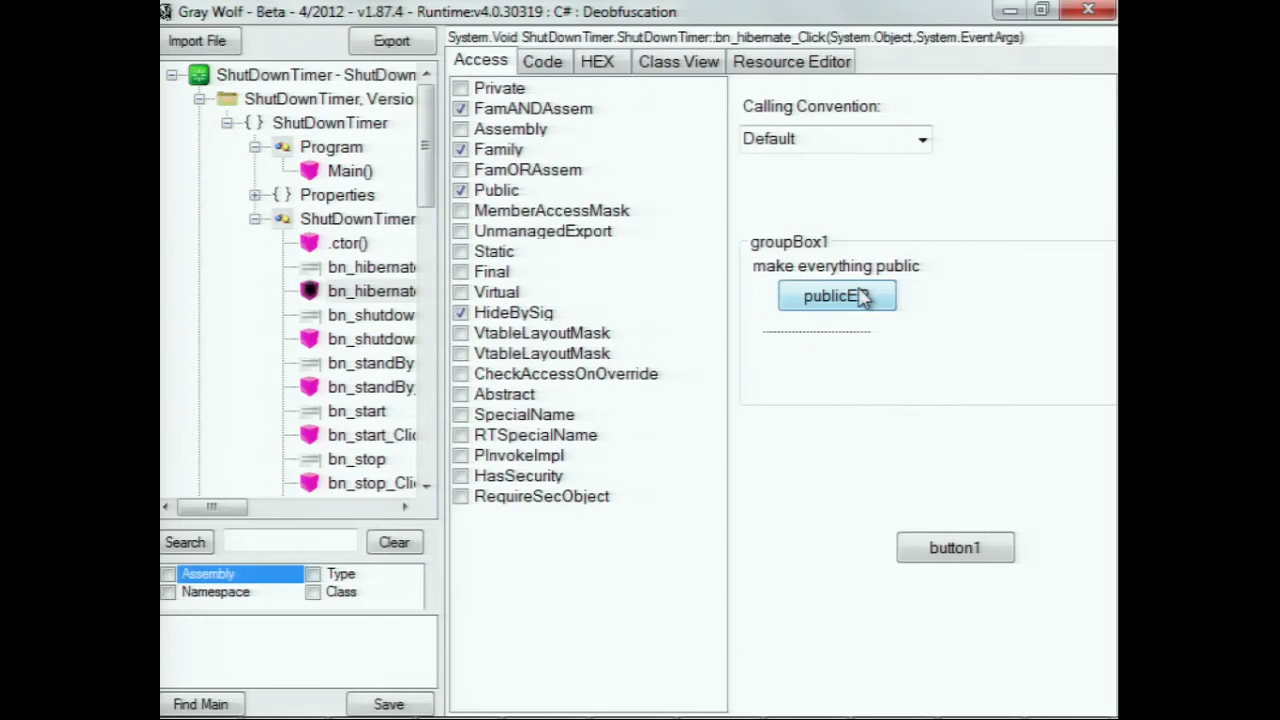 Gray Wolf - Beta - 4/2012 - v1.87.4 - Runtime:v4.0.30319 : C# : Deobfuscation
Import File
Export
System.Void ShutDownTimer.ShutDownTimer::bn_hibernate_Click(System.Object,System.EventArgs)
Access Code HEX Class View Resource Editor
ShutDownTimer - ShutDown
ShutDownTimer, Versio
{ } ShutDownTimer
Program
Main()
{ } Properties
ShutDownTimer
.ctor()
bn_hibernate
bn_hibernate
bn_shutdow
bn_shutdow
bn_standBy
bn_standBy_
bn_start
bn_start_Clic
bn_stop
bn_stop_Cli
Search
Clear
Assembly
Type
Namespace
Class
Find Main
Save
Private
FamANDAssem
Assembly
Family
FamORAssem
Public
MemberAccessMask
UnmanagedExport
Static
Final
Virtual
HideBySig
VtableLayoutMask
VtableLayoutMask
CheckAccessOnOverride
Abstract
SpecialName
RTSpecialName
PInvokeImpl
HasSecurity
RequireSecObject
Calling Convention:
Default
groupBox1
make everything public
button1